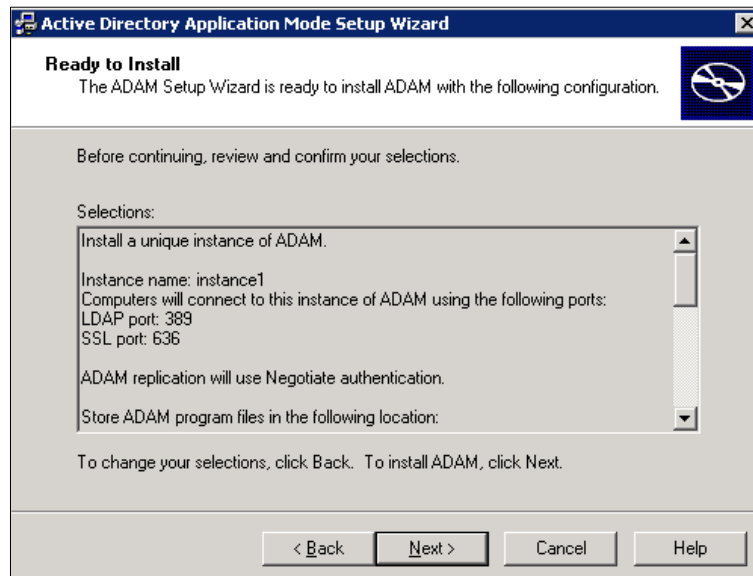 Active Directory Application Mode Setup Wizard
Ready to Install
The ADAM Setup Wizard is ready to install ADAM with the following configuration.
Before continuing, review and confirm your selections.
Selections:
Install a unique instance of ADAM.
Instance name: instance1
Computers will connect to this instance of ADAM using the following ports:
LDAP port: 389
SSL port: 636
ADAM replication will use Negotiate authentication.
Store ADAM program files in the following location:
To change your selections, click Back. To install ADAM, click Next.
< Back Next > Cancel Help